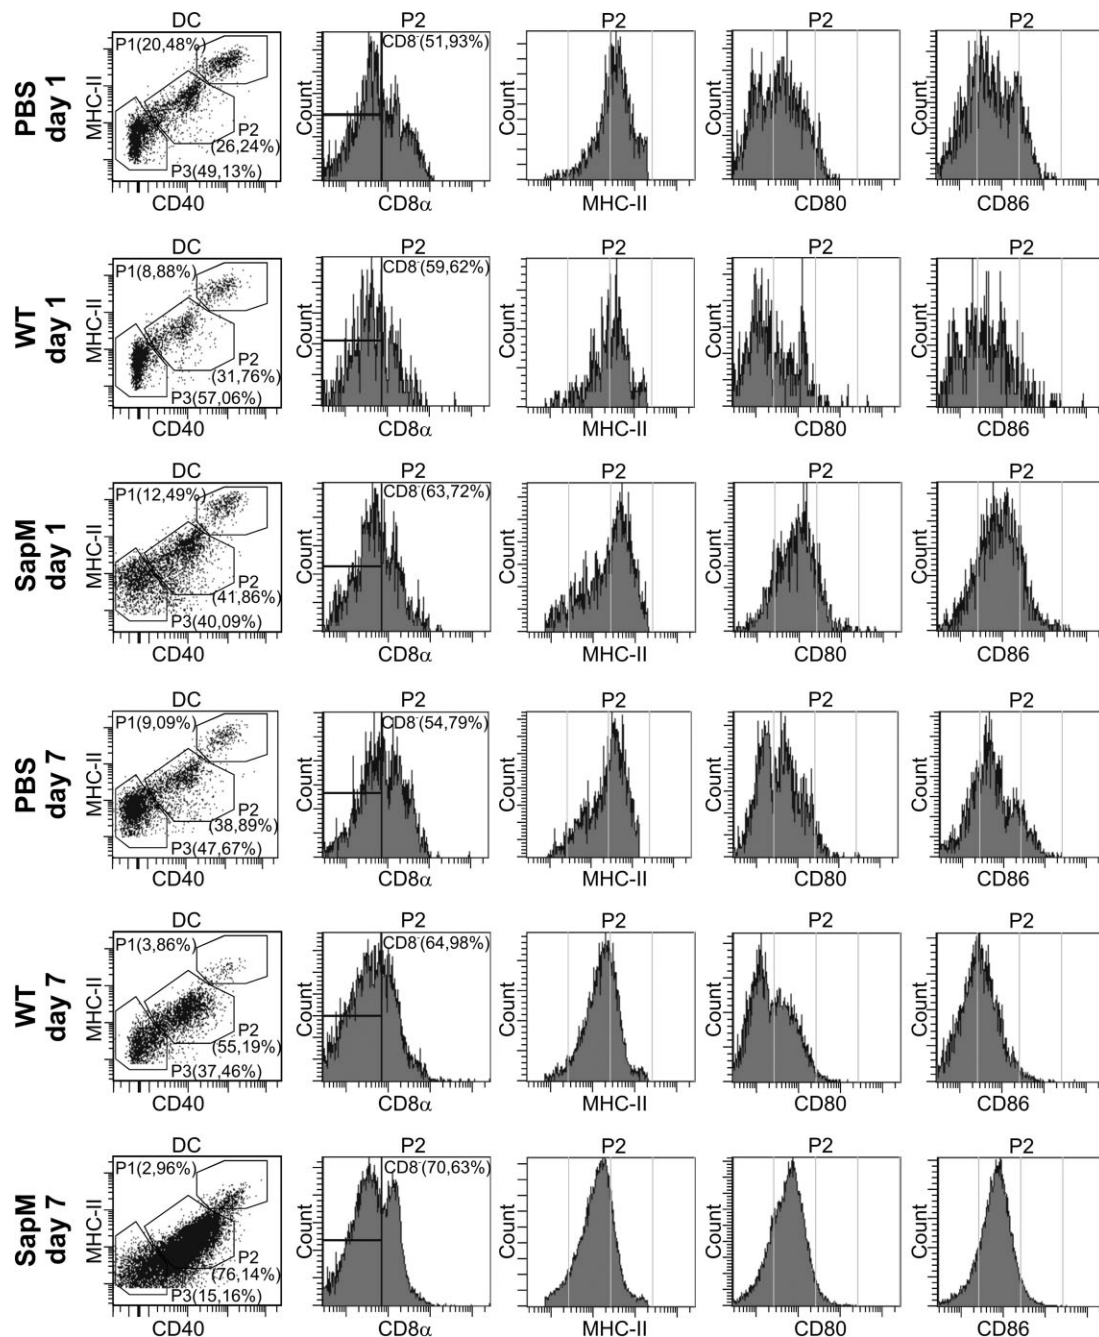 DC P2 P2 P2 P2
PBS
day 1
P1(20,48%)
P2
(26,24%)
P3(49,13%)
CD8⁻(51,93%)
MHC-II Count Count Count Count
CD40 CD8α MHC-II CD80 CD86
DC P2 P2 P2 P2
WT
day 1
P1(8,88%)
P2
(31,76%)
P3(57,06%)
CD8⁻(59,62%)
MHC-II Count Count Count Count
CD40 CD8α MHC-II CD80 CD86
DC P2 P2 P2 P2
SapM
day 1
P1(12,49%)
P2
(41,86%)
P3(40,09%)
CD8⁻(63,72%)
MHC-II Count Count Count Count
CD40 CD8α MHC-II CD80 CD86
DC P2 P2 P2 P2
PBS
day 7
P1(9,09%)
P2
(38,89%)
P3(47,67%)
CD8⁻(54,79%)
MHC-II Count Count Count Count
CD40 CD8α MHC-II CD80 CD86
DC P2 P2 P2 P2
WT
day 7
P1(3,86%)
P2
(55,19%)
P3(37,46%)
CD8⁻(64,98%)
MHC-II Count Count Count Count
CD40 CD8α MHC-II CD80 CD86
DC P2 P2 P2 P2
SapM
day 7
P1(2,96%)
P2
(76,14%)
P3(15,16%)
CD8⁻(70,63%)
MHC-II Count Count Count Count
CD40 CD8α MHC-II CD80 CD86